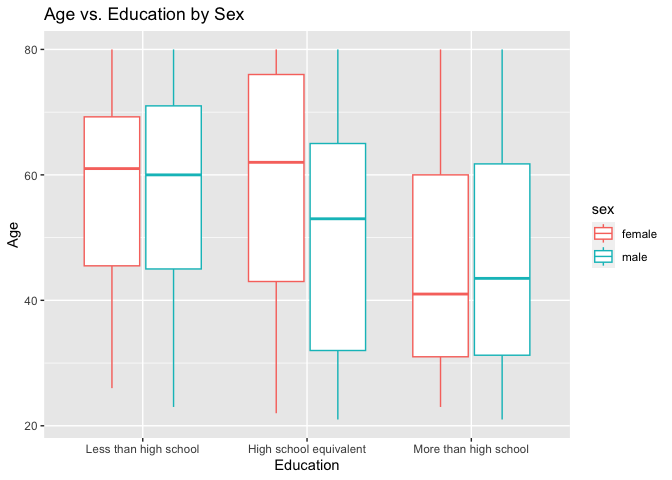 Age vs. Education by Sex
80
60
40
20
Age
Less than high school
High school equivalent
More than high school
Education
sex
female
male